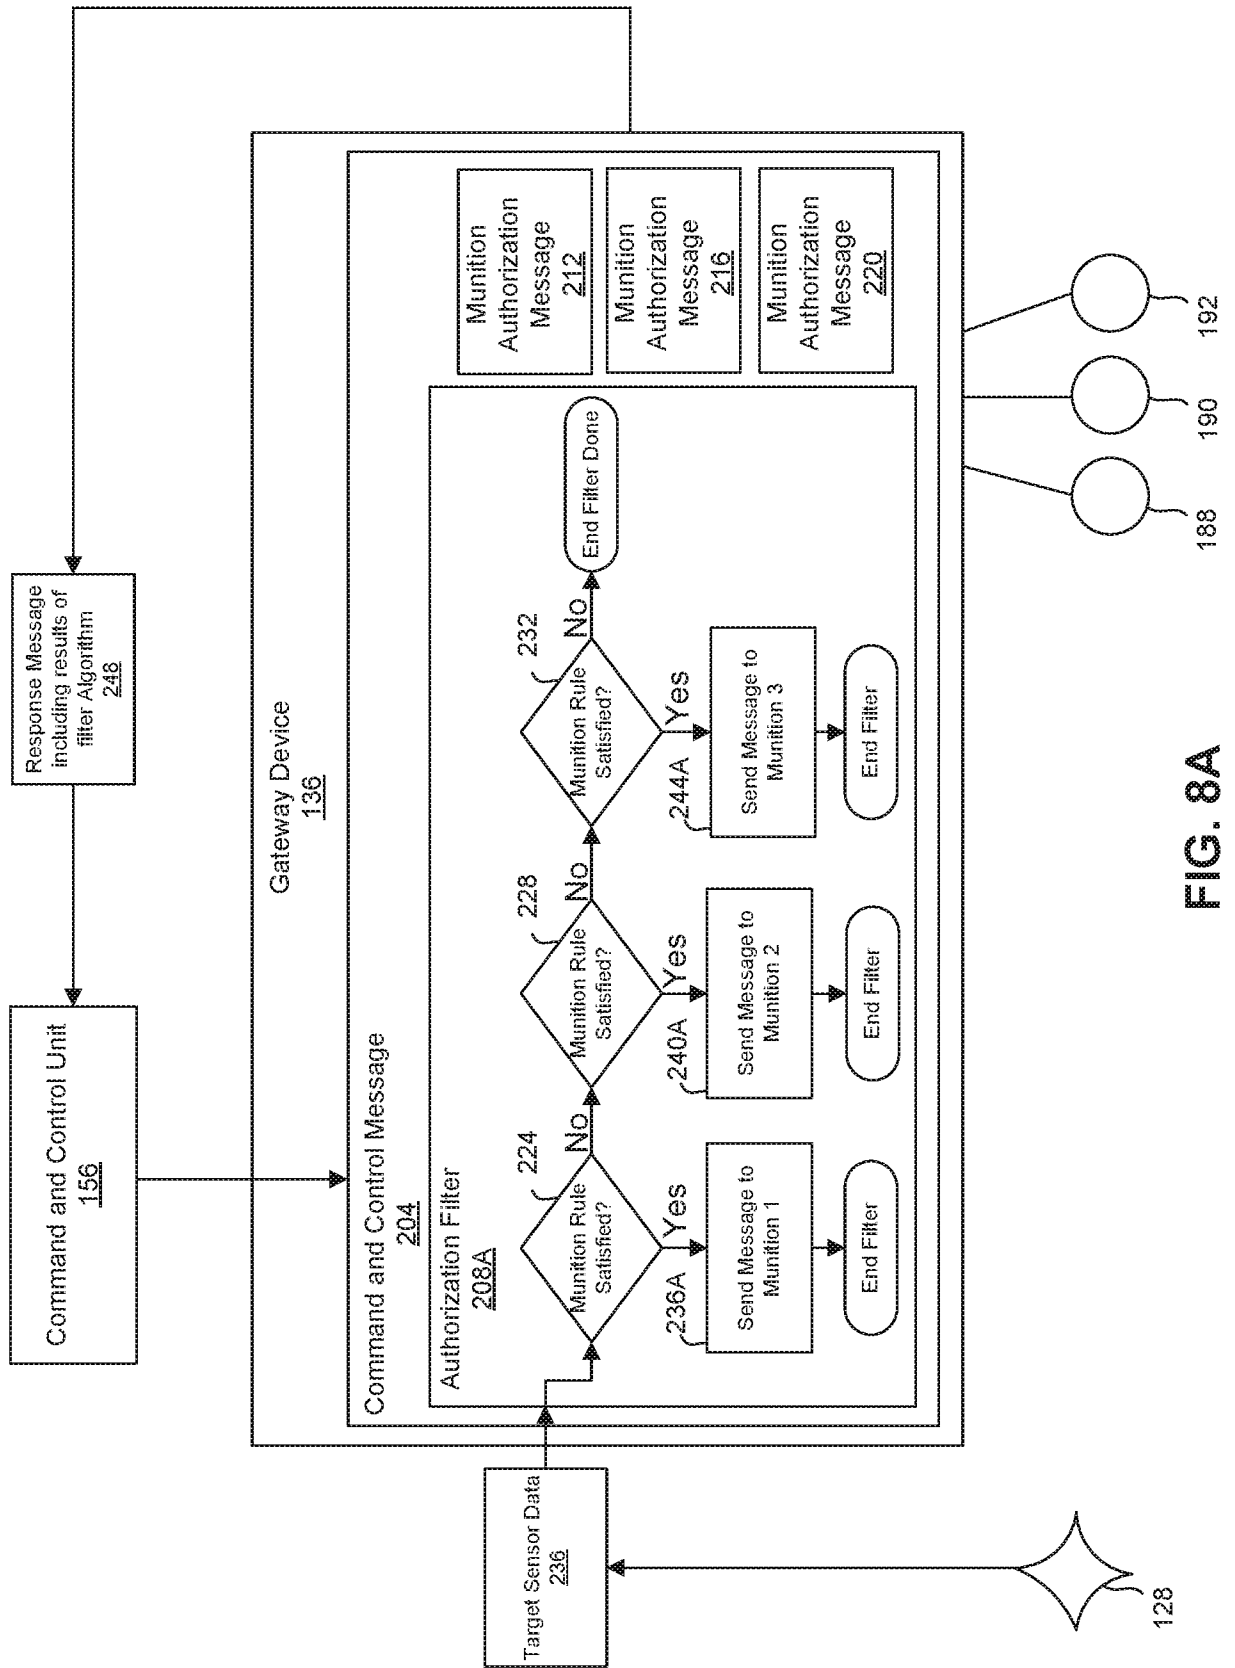 Command and Control Unit
156
Response Message
including results of
filter Algorithm
248
Gateway Device
136
Command and Control Message
204
Authorization Filter
208A
Target Sensor Data
236
Munition Rule
Satisfied?
224
No
Yes
236A
Send Message to
Munition 1
End Filter
Munition Rule
Satisfied?
228
No
Yes
240A
Send Message to
Munition 2
End Filter
Munition Rule
Satisfied?
232
No
Yes
244A
Send Message to
Munition 3
End Filter
End Filter Done
Munition
Authorization
Message
212
Munition
Authorization
Message
216
Munition
Authorization
Message
220
128
188
190
192
FIG. 8A